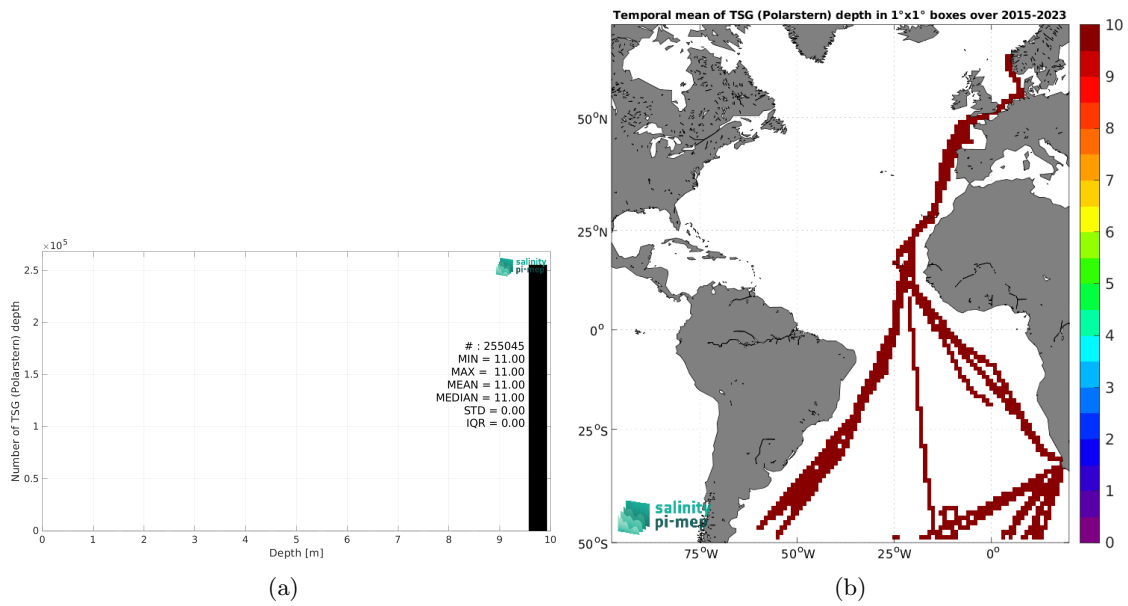 ×10⁵
2.5
2
1.5
1
0.5
0
0 1 2 3 4 5 6 7 8 9 10
Number of TSG (Polarstern) depth
Depth [m]
salinity
pi-mep
# : 255045
MIN = 11.00
MAX = 11.00
MEAN = 11.00
MEDIAN = 11.00
STD = 0.00
IQR = 0.00
(a)
Temporal mean of TSG (Polarstern) depth in 1°x1° boxes over 2015-2023
50°N
25°N
0°
25°S
50°S
75°W 50°W 25°W 0°
salinity
pi-mep
10
9
8
7
6
5
4
3
2
1
0
(b)